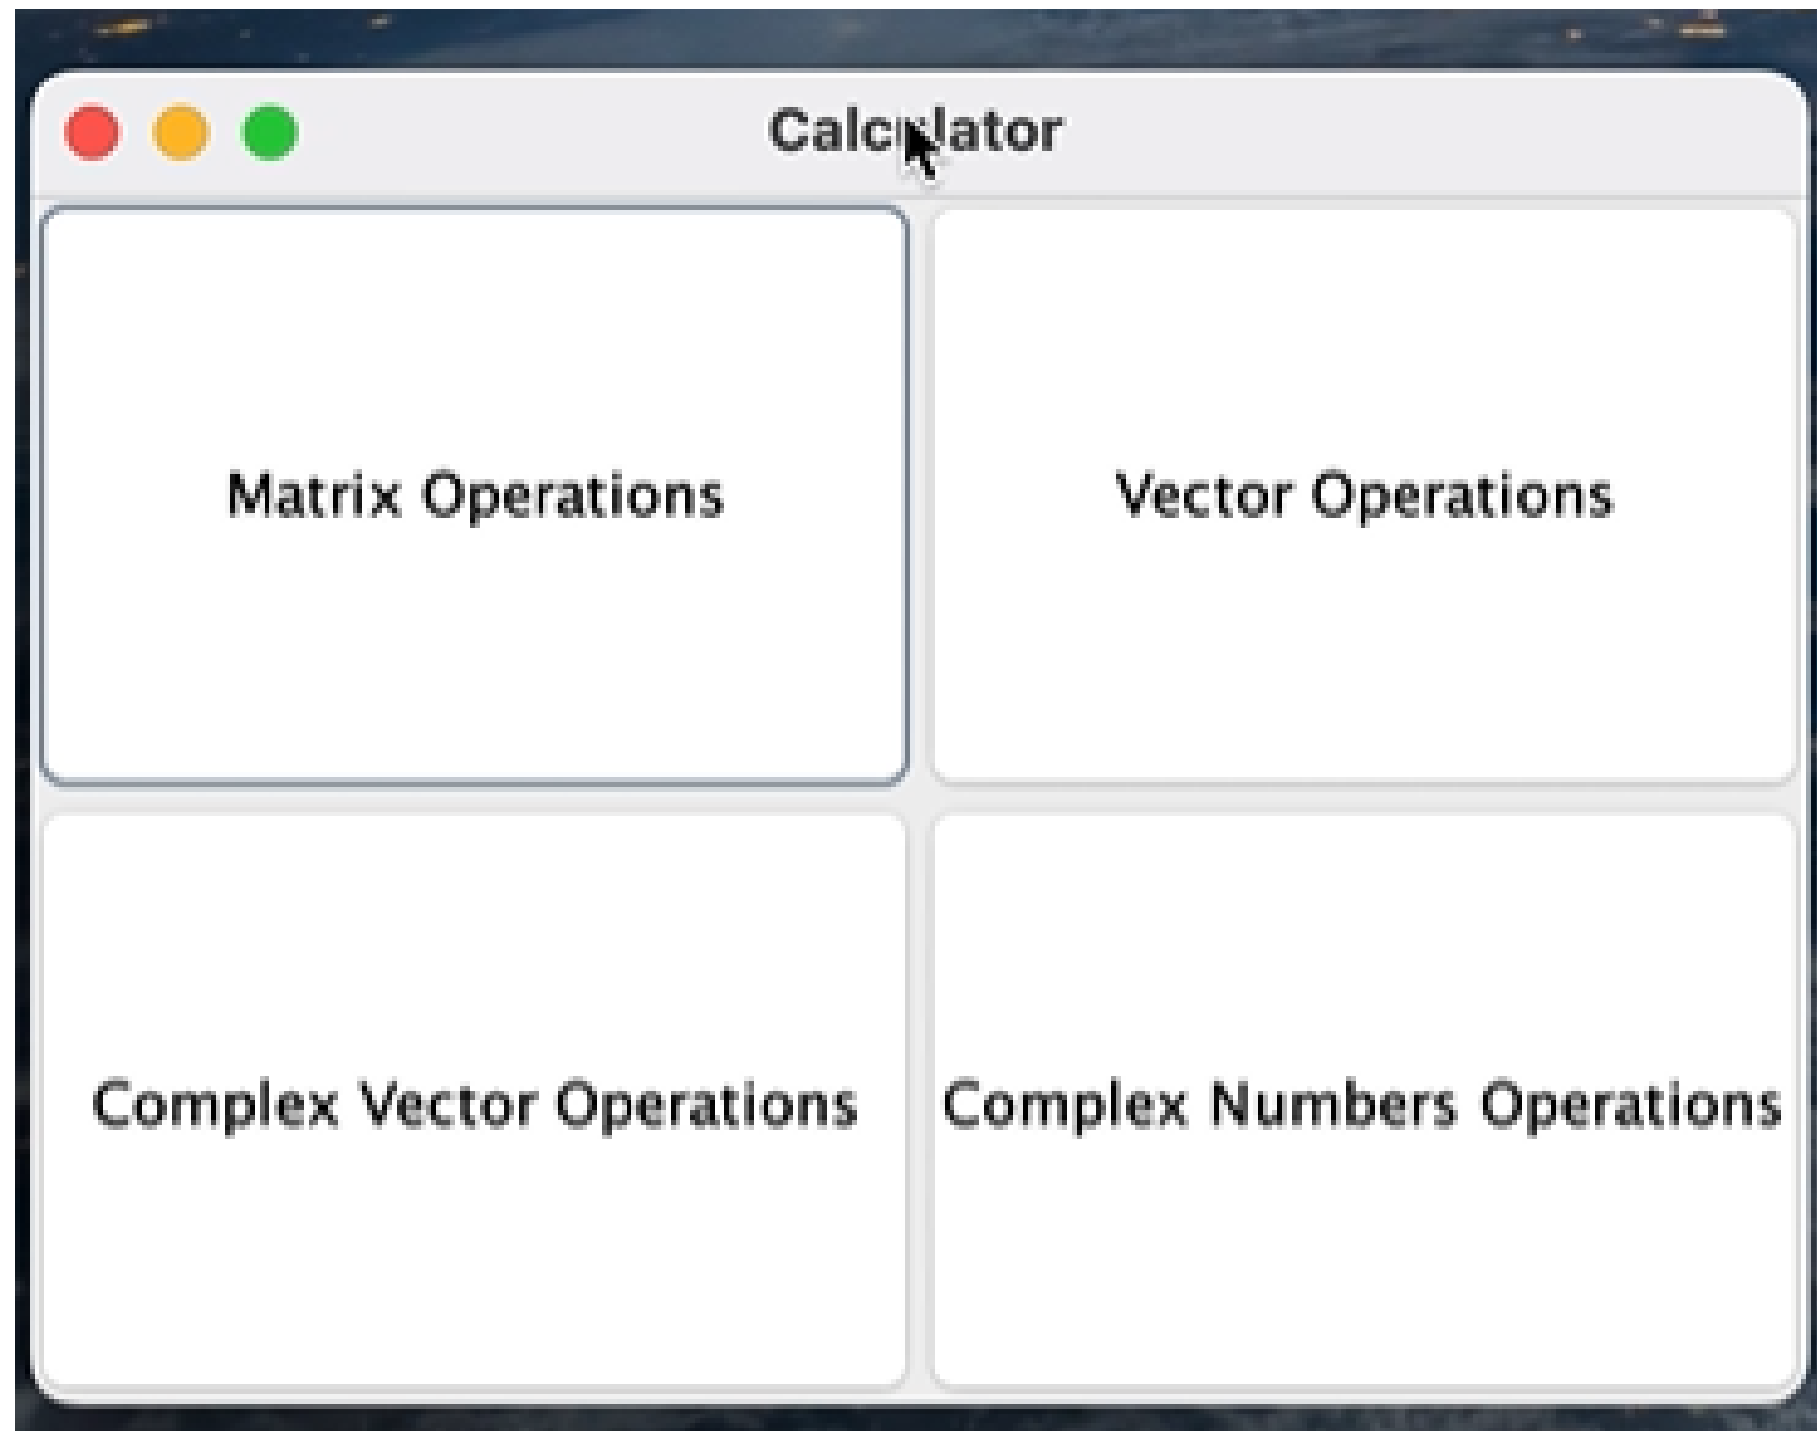 Calculator
Matrix Operations
Vector Operations
Complex Vector Operations
Complex Numbers Operations